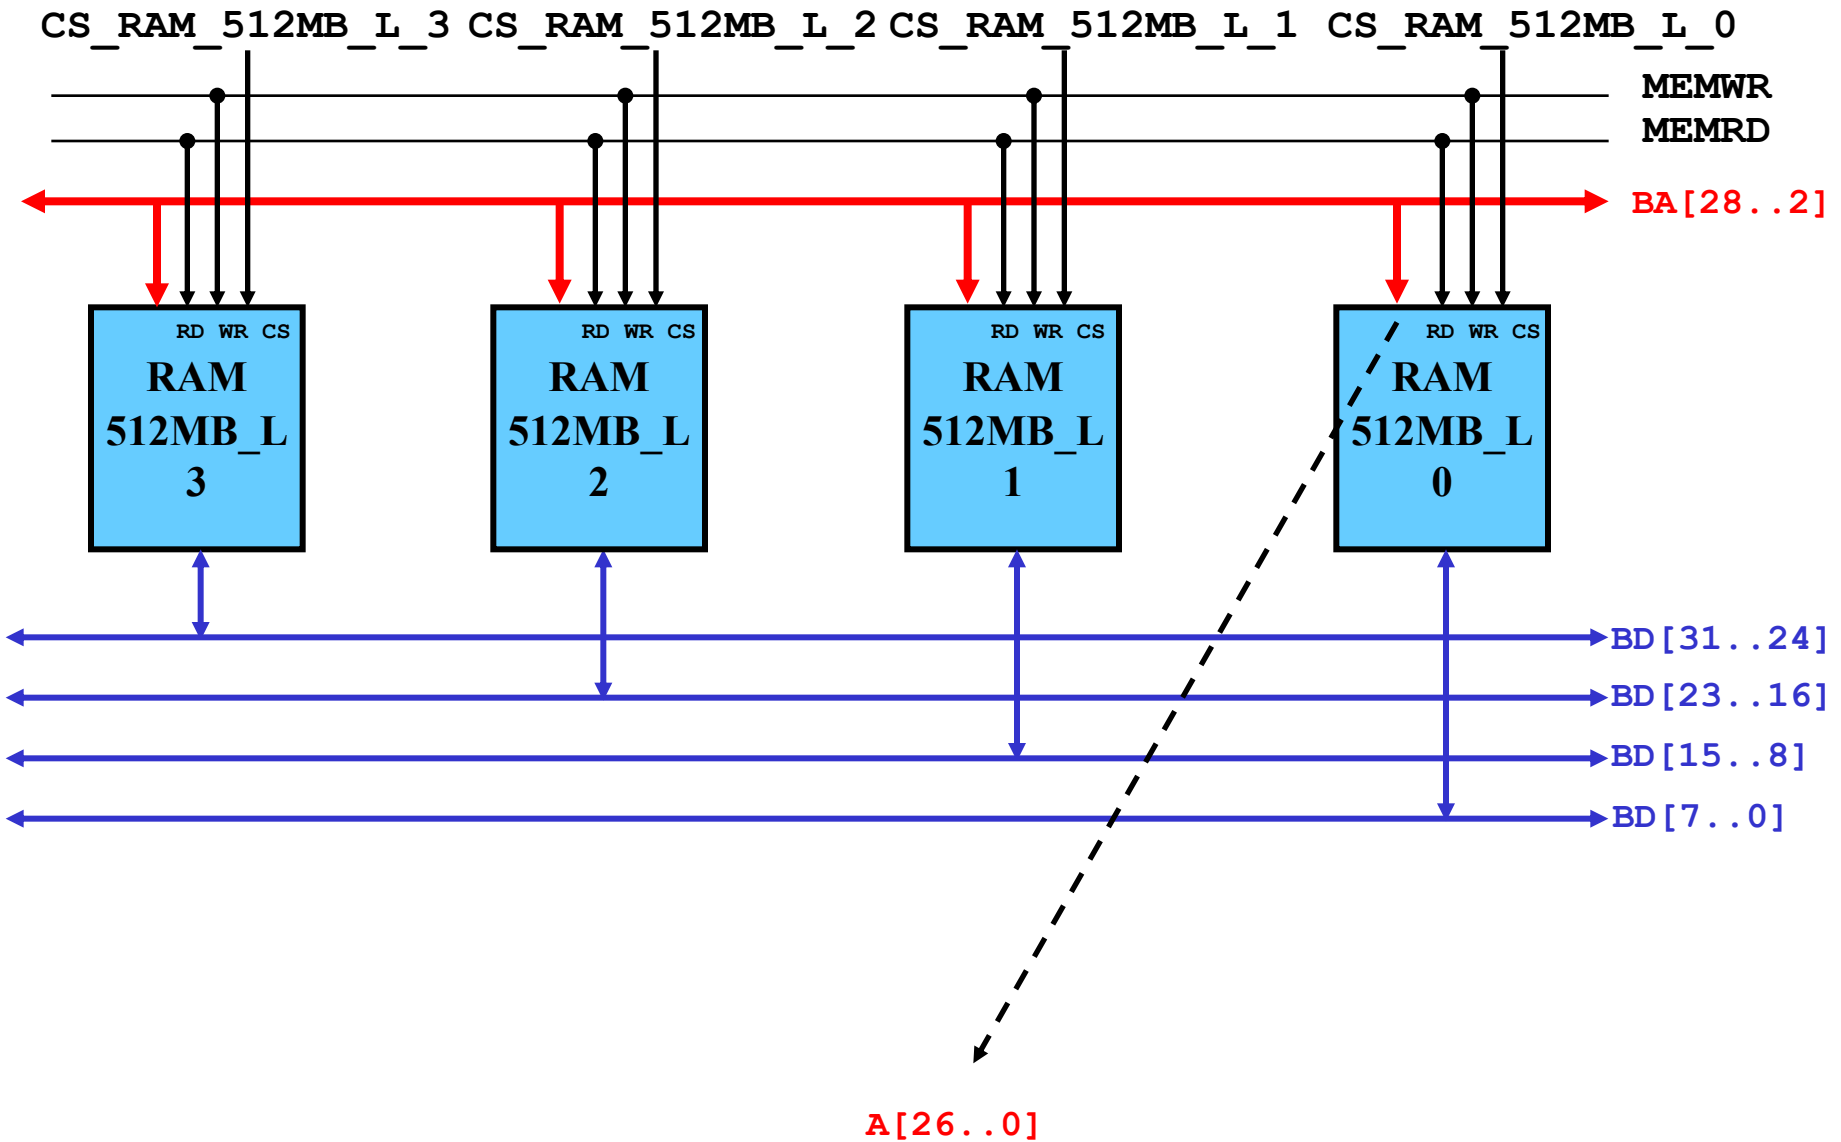 CS_RAM_512MB_L_3 CS_RAM_512MB_L_2 CS_RAM_512MB_L_1 CS_RAM_512MB_L_0
MEMWR
MEMRD
BA[28..2]
RD WR CS
RAM
512MB_L
3
RD WR CS
RAM
512MB_L
2
RD WR CS
RAM
512MB_L
1
RD WR CS
RAM
512MB_L
0
BD[31..24]
BD[23..16]
BD[15..8]
BD[7..0]
A[26..0]